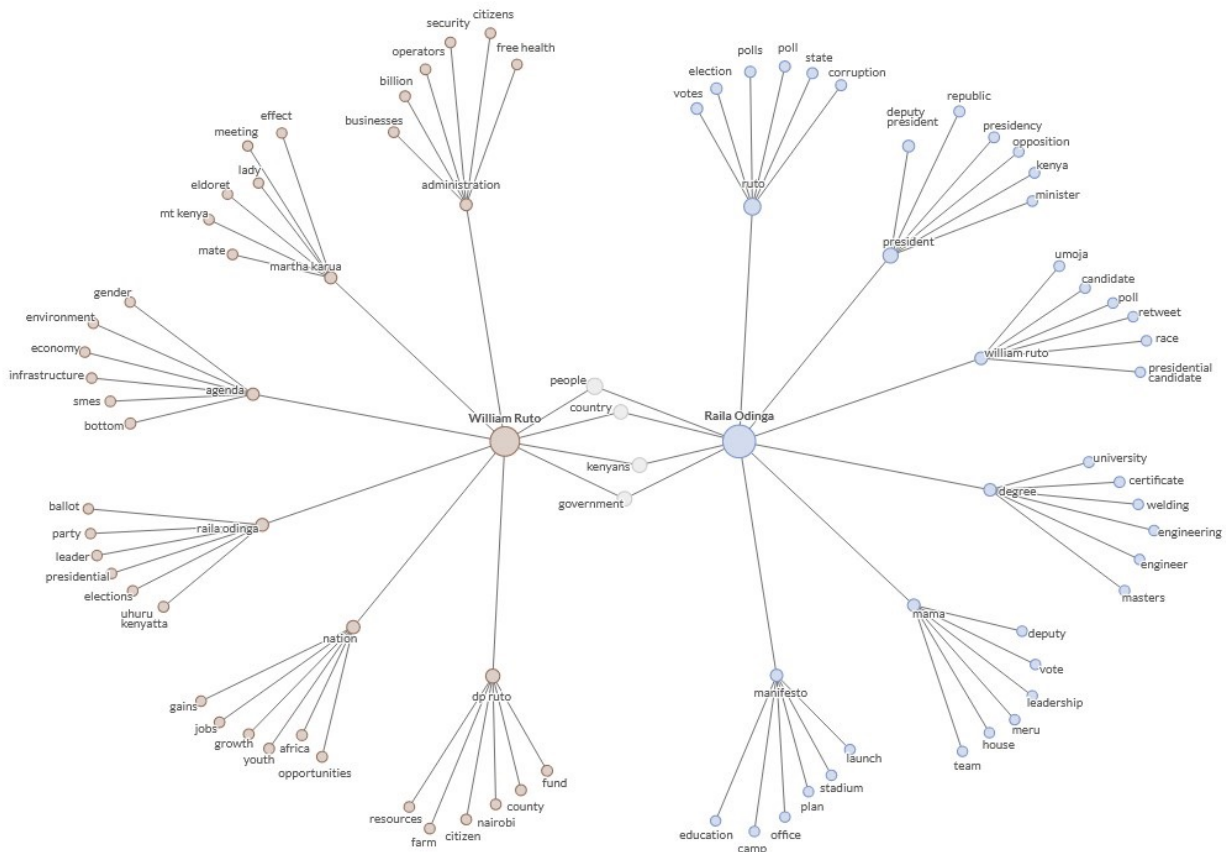 citizens
security
operators
free health
billion
businesses
administration
effect
meeting
lady
eldoret
mt kenya
mate
martha karua
gender
environment
economy
infrastructure
smes
bottom
agenda
ballot
party
leader
presidential
elections
uhuru
kenyatta
raila odinga
gains
jobs
growth
youth
africa
opportunities
nation
resources
farm
citizen
nairobi
county
fund
dp ruto
William Ruto
people
country
kenyans
government
Raila Odinga
votes
election
polls
poll
state
corruption
ruto
deputy
president
republic
presidency
opposition
kenya
minister
president
umoja
candidate
poll
retweet
race
presidential
candidate
william ruto
university
certificate
welding
engineering
engineer
masters
degree
mama
deputy
vote
leadership
meru
house
team
manifesto
launch
stadium
plan
office
camp
education